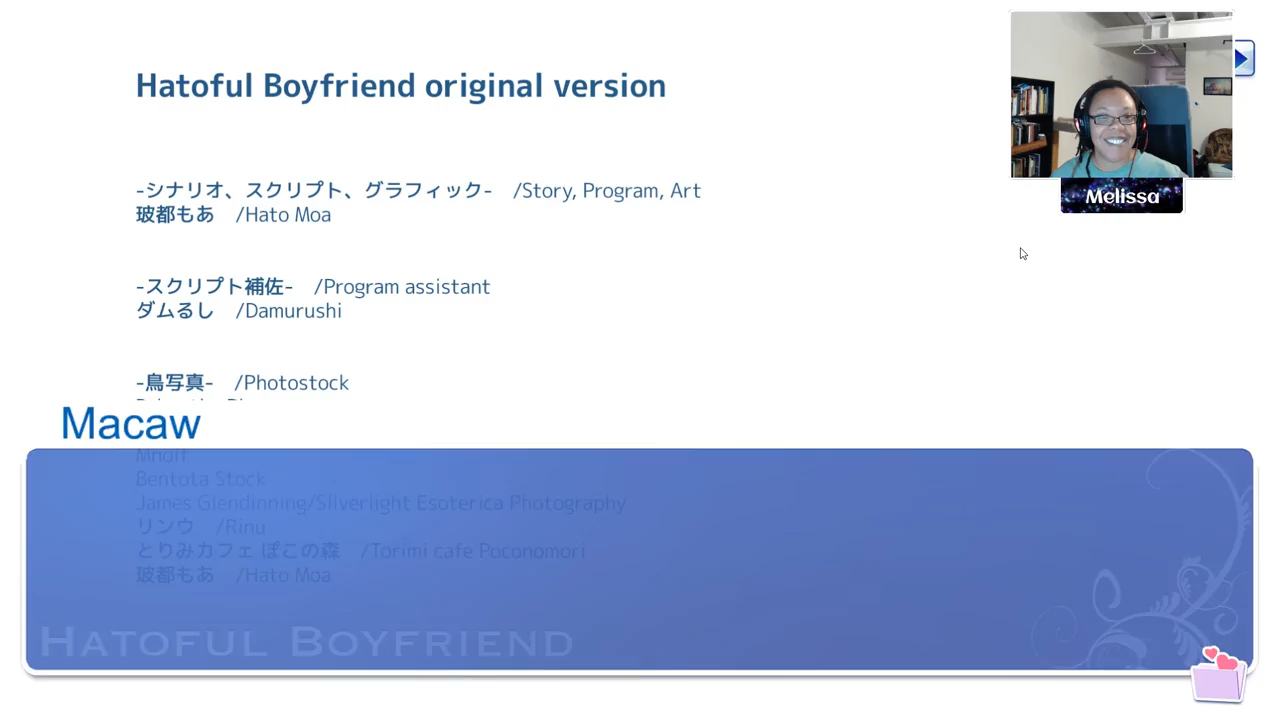 Hatoful Boyfriend original version
Melissa
-シナリオ、スクリプト、グラフィック- /Story, Program, Art
玻都もあ /Hato Moa
-スクリプト補佐- /Program assistant
ダムるし /Damurushi
-鳥写真- /Photostock
Macaw
Bentota Stock
James Glendinning/Silverlight Esoterica Photography
リンウ /Rinu
とりみカフェ ぽこの森 /Torimi cafe Poconomori
玻都もあ /Hato Moa
HATOFUL BOYFRIEND